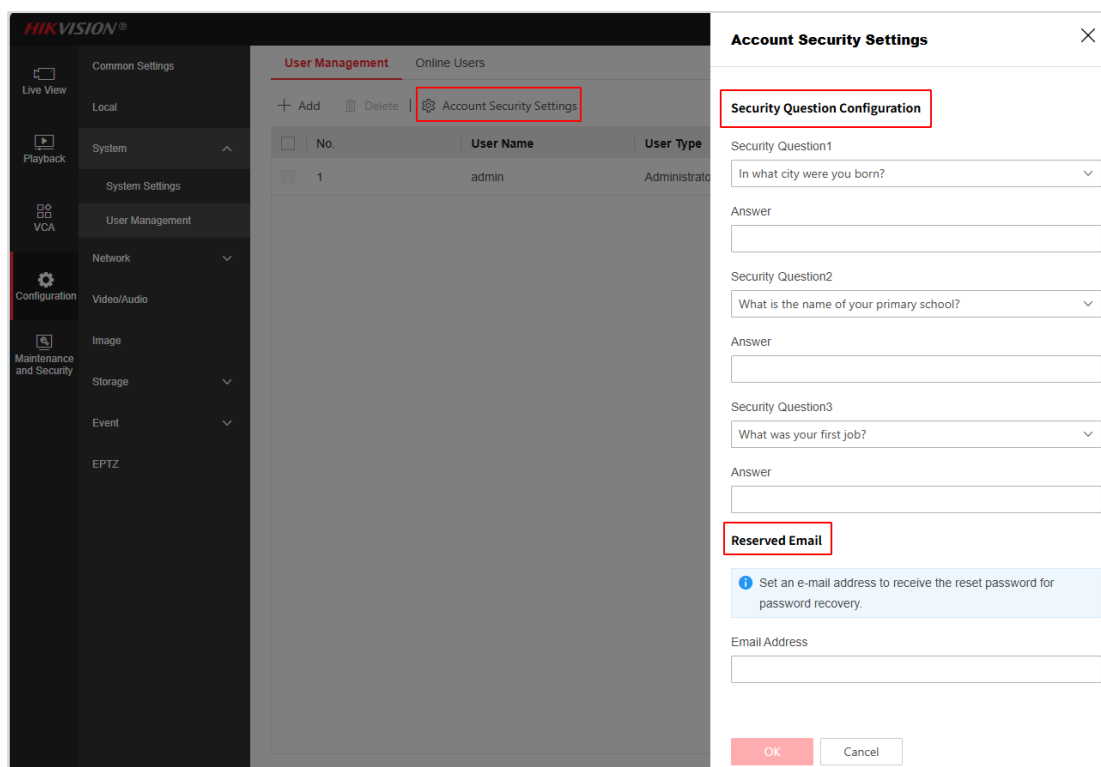 HIKVISION®
Live View
Playback
VCA
Configuration
Maintenance
and Security
Common Settings
Local
System
System Settings
User Management
Network
Video/Audio
Image
Storage
Event
EPTZ
User Management
Online Users
Add
Delete
Account Security Settings
No.
User Name
User Type
1
admin
Administrato
Account Security Settings
Security Question Configuration
Security Question1
In what city were you born?
Answer
Security Question2
What is the name of your primary school?
Answer
Security Question3
What was your first job?
Answer
Reserved Email
Set an e-mail address to receive the reset password for
password recovery.
Email Address
OK
Cancel